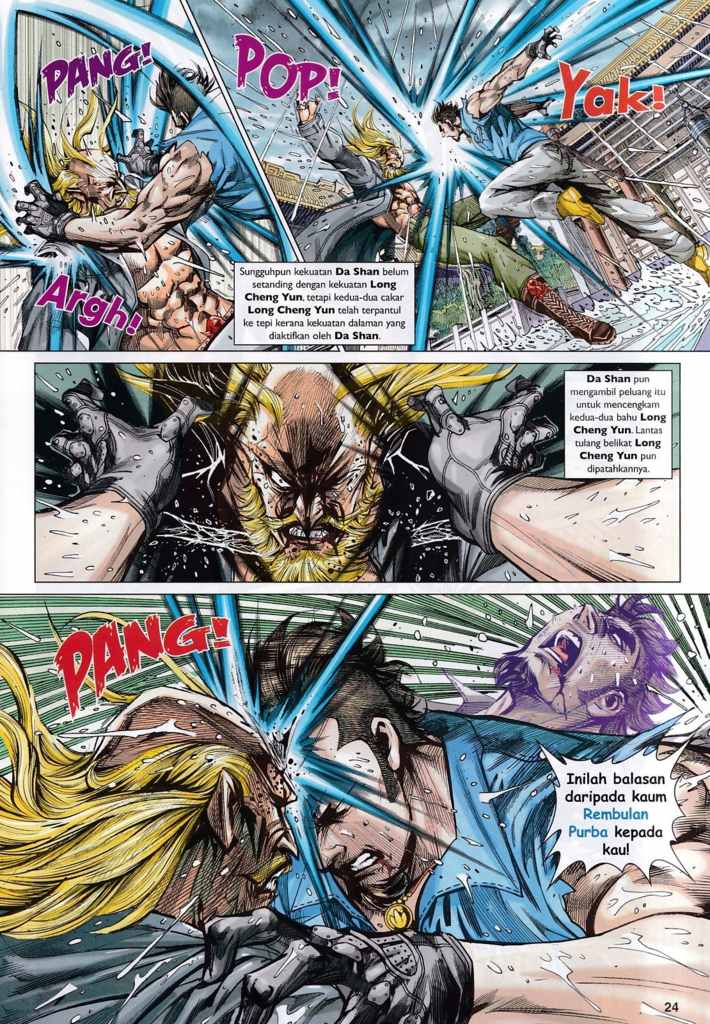 PANG!
POP!
Yak!
Argh!
Sungguhpun kekuatan Da Shan belum
setanding dengan kekuatan Long
Cheng Yun, tetapi kedua-dua cakar
Long Cheng Yun telah terpantul
ke tepi kerana kekuatan dalaman yang
diaktifkan oleh Da Shan.
Da Shan pun
mengambil peluang ini
untuk mencengkam
kedua-dua bahu Long
Cheng Yun. Lantas
tulang belikat Long
Cheng Yun pun
dipatahkannya.
PANG!
Inilah balasan
daripada kaum
Rembulan
Purba kepada
kau!
24